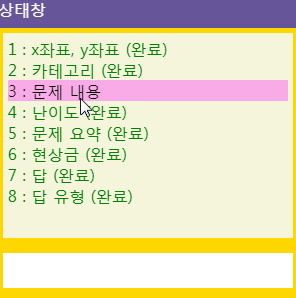 상태창
1 : x좌표, y좌표 (완료)
2 : 카테고리 (완료)
3 : 문제 내용
4 : 난이도 (완료)
5 : 문제 요약 (완료)
6 : 현상금 (완료)
7 : 답 (완료)
8 : 답 유형 (완료)